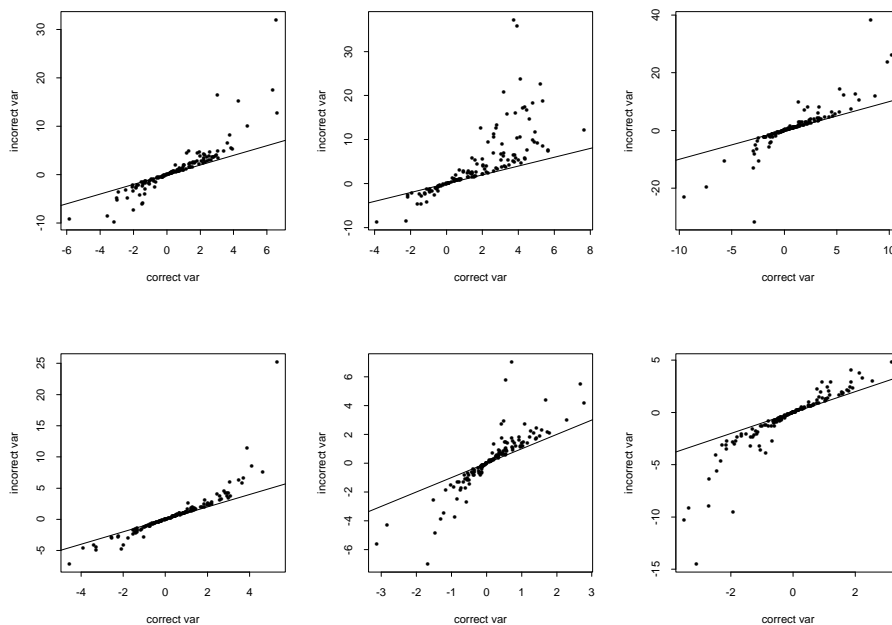 30
20
10
0
-10
incorrect var
-6 -4 -2 0 2 4 6
correct var
30
20
10
0
-10
incorrect var
-4 -2 0 2 4 6 8
correct var
40
20
0
-20
incorrect var
-10 -5 0 5 10
correct var
25
20
15
10
5
0
-5
incorrect var
-4 -2 0 2 4
correct var
6
4
2
0
-2
-4
-6
incorrect var
-3 -2 -1 0 1 2 3
correct var
5
0
-5
-10
-15
incorrect var
-2 0 2
correct var